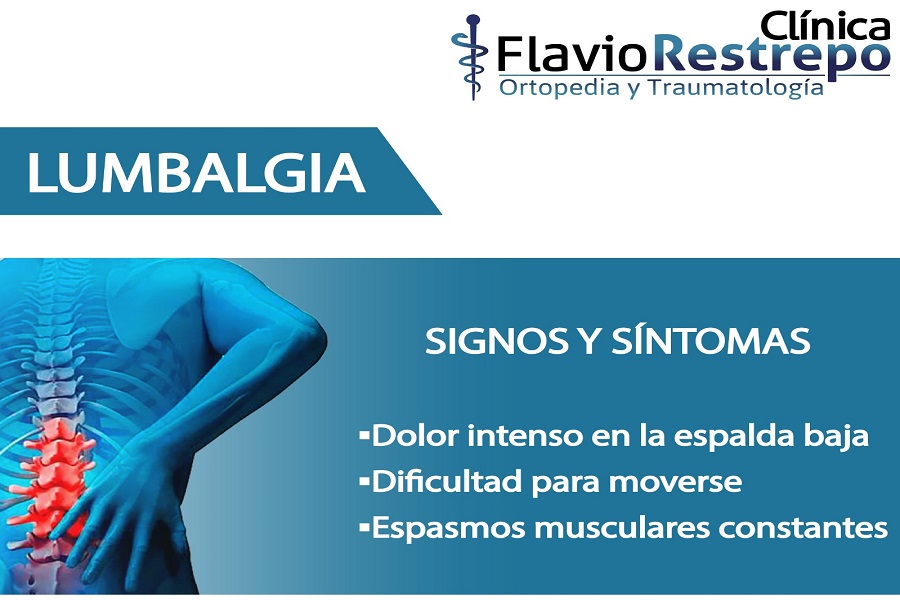 Clínica
FlavioRestrepo
Ortopedia y Traumatología
LUMBALGIA
SIGNOS Y SÍNTOMAS
▪Dolor intenso en la espalda baja
▪Dificultad para moverse
▪Espasmos musculares constantes